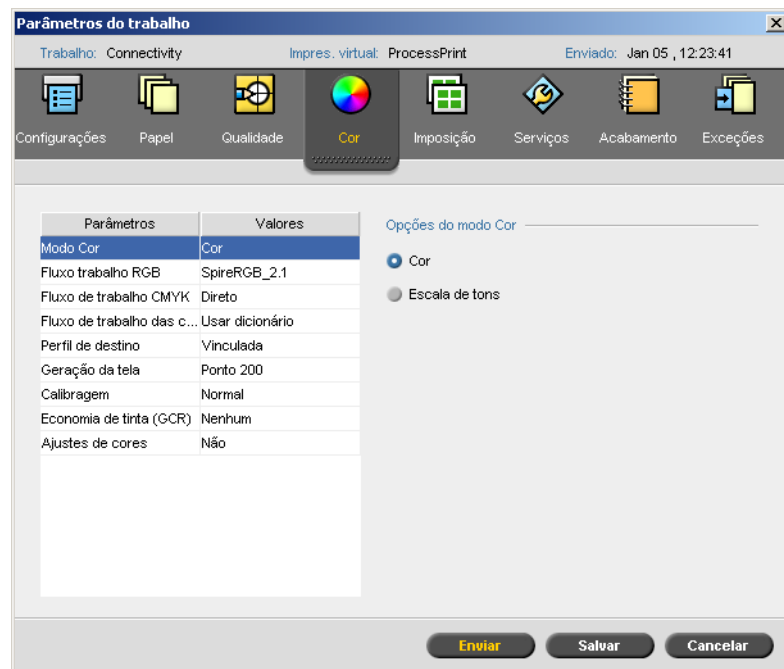 Parâmetros do trabalho
Trabalho: Connectivity Impres. virtual: ProcessPrint Enviado: Jan 05 , 12:23:41
Configurações Papel Qualidade Cor Imposição Serviços Acabamento Exceções
Parâmetros Valores
Modo Cor Cor
Fluxo trabalho RGB SpireRGB_2.1
Fluxo de trabalho CMYK Direto
Fluxo de trabalho das c... Usar dicionário
Perfil de destino Vinculada
Geração da tela Ponto 200
Calibragem Normal
Economia de tinta (GCR) Nenhum
Ajustes de cores Não
Opções do modo Cor
Cor
Escala de tons
Enviar Salvar Cancelar